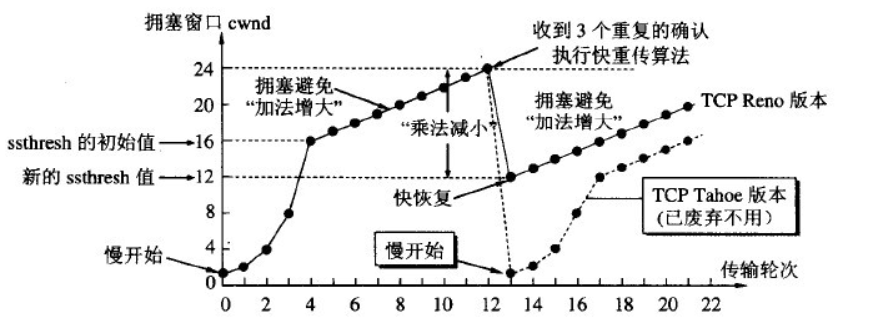 拥塞窗口 cwnd
收到 3 个重复的确认
执行快重传算法
24
拥塞避免
“加法增大”
拥塞避免
“加法增大”
TCP Reno 版本
20
“乘法减小”
ssthresh 的初始值
16
新的 ssthresh 值
12
快恢复
TCP Tahoe 版本
(已废弃不用)
8
慢开始
4
慢开始
传输轮次
0
0 2 4 6 8 10 12 14 16 18 20 22